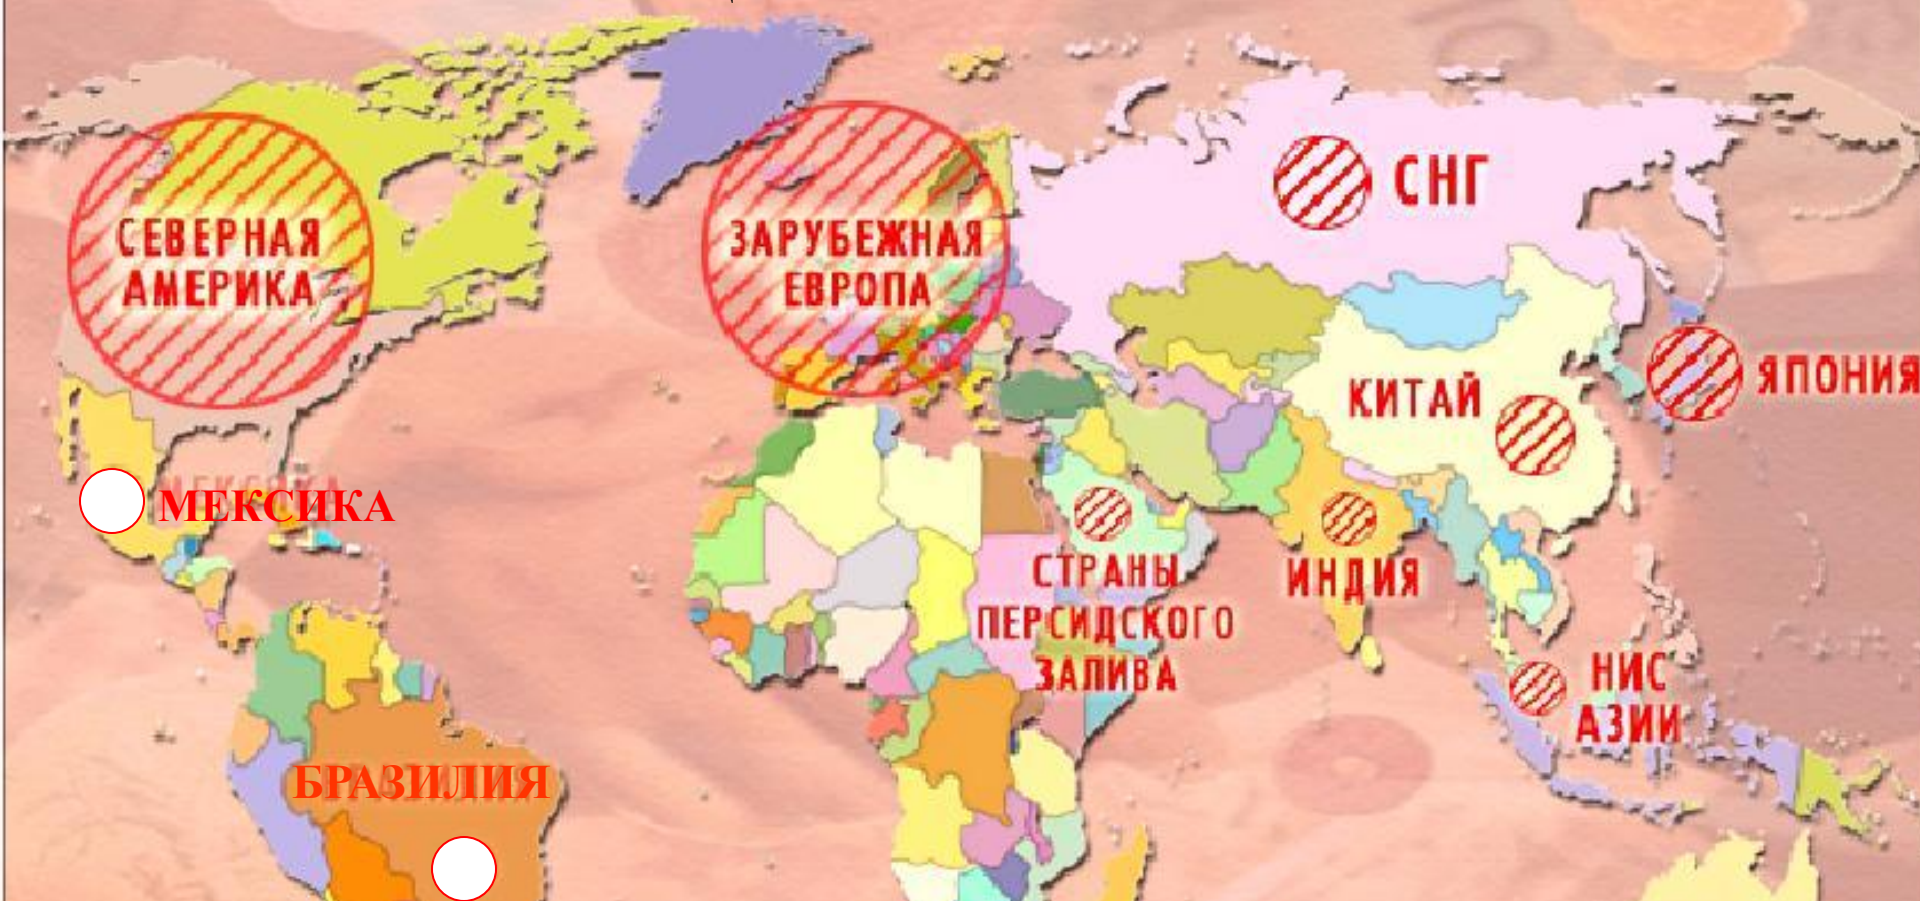 СЕВЕРНАЯ
АМЕРИКА
ЗАРУБЕЖНАЯ
ЕВРОПА
СНГ
ЯПОНИЯ
КИТАЙ
МЕКСИКА
СТРАНЫ
ПЕРСИДСКОГО
ЗАЛИВА
ИНДИЯ
НИС
АЗИИ
БРАЗИЛИЯ